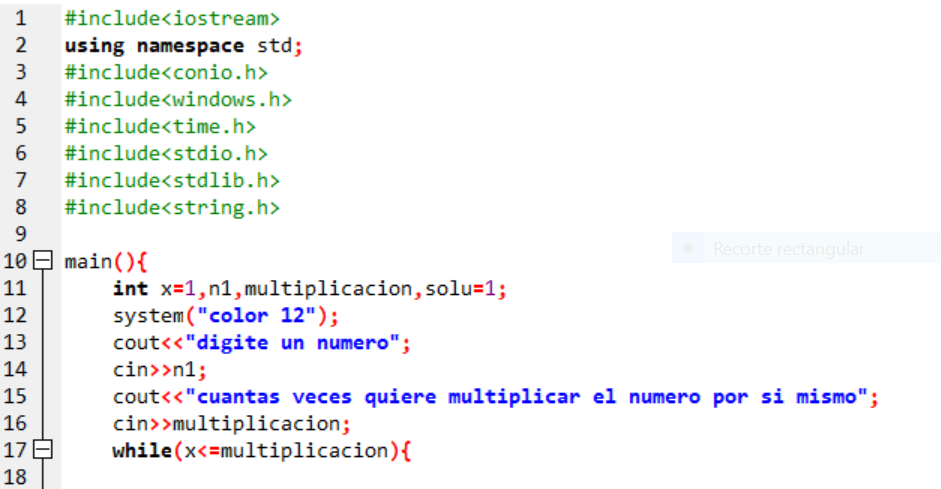 1 #include<iostream>
2 using namespace std;
3 #include<conio.h>
4 #include<windows.h>
5 #include<time.h>
6 #include<stdio.h>
7 #include<stdlib.h>
8 #include<string.h>
9
Recorte rectangular
10 main(){
11 int x=1,n1,multiplicacion,solu=1;
12 system("color 12");
13 cout<<"digite un numero";
14 cin>>n1;
15 cout<<"cuantas veces quiere multiplicar el numero por si mismo";
16 cin>>multiplicacion;
17 while(x<=multiplicacion){
18